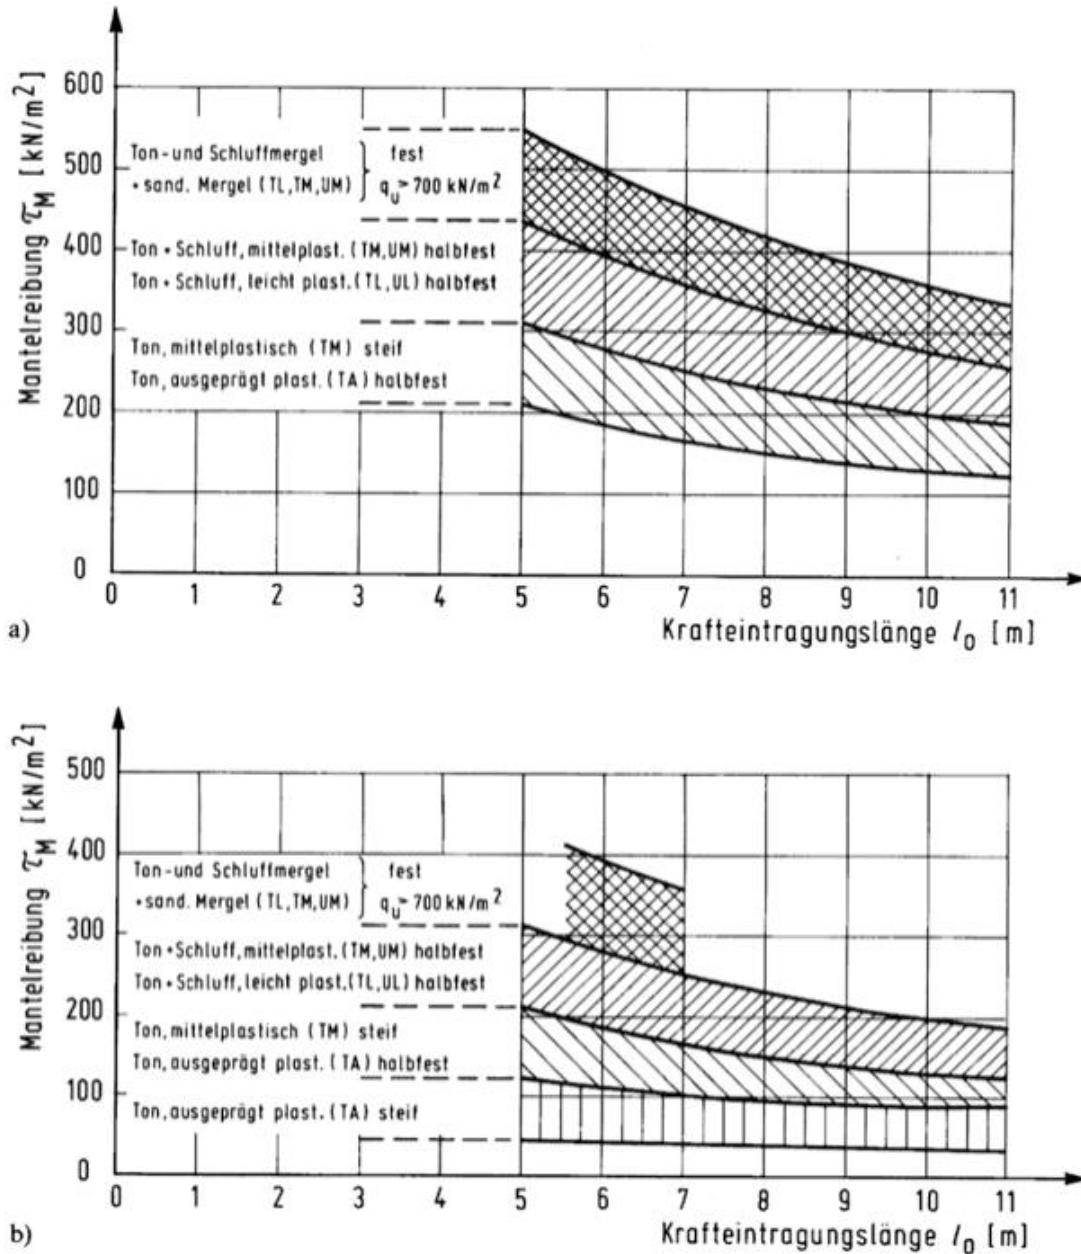 Mantelreibung τM [kN/m²]
600
500
400
300
200
100
0
Ton-und Schluffmergel
+ sand. Mergel (TL,TM,UM)
fest
qu > 700 kN/m²
Ton + Schluff, mittelplast. (TM,UM) halbfest
Ton + Schluff, leicht plast. (TL,UL) halbfest
Ton, mittelplastisch (TM) steif
Ton, ausgeprägt plast. (TA) halbfest
0 1 2 3 4 5 6 7 8 9 10 11
Krafteintragungslänge l0 [m]
a)
Mantelreibung τM [kN/m²]
500
400
300
200
100
0
Ton-und Schluffmergel
+ sand. Mergel (TL,TM,UM)
fest
qu > 700 kN/m²
Ton + Schluff, mittelplast. (TM,UM) halbfest
Ton + Schluff, leicht plast. (TL,UL) halbfest
Ton, mittelplastisch (TM) steif
Ton, ausgeprägt plast. (TA) halbfest
Ton, ausgeprägt plast. (TA) steif
0 1 2 3 4 5 6 7 8 9 10 11
Krafteintragungslänge l0 [m]
b)